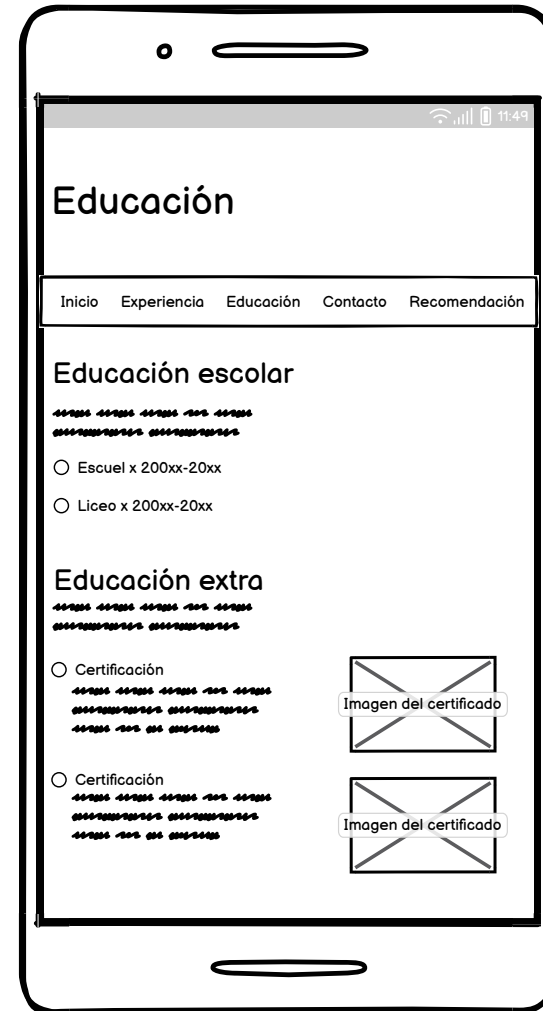 11:49
Educación
Inicio Experiencia Educación Contacto Recomendación
Educación escolar
Escuel x 200xx-20xx
Liceo x 200xx-20xx
Educación extra
Certificación
Imagen del certificado
Certificación
Imagen del certificado